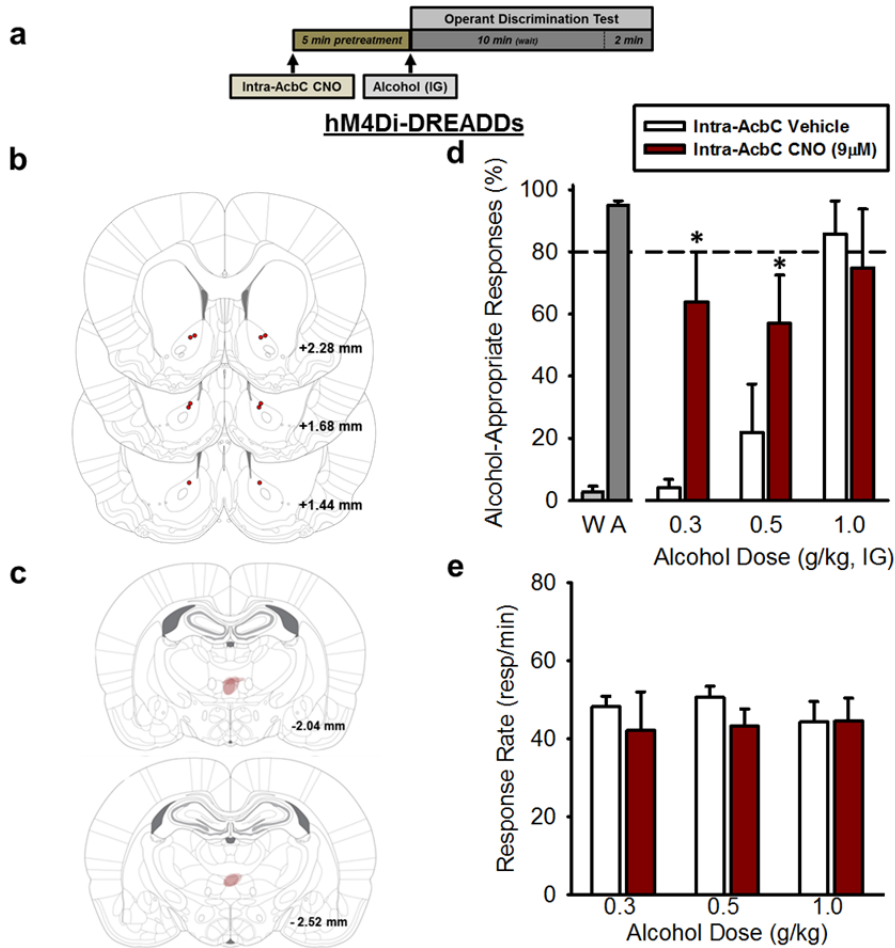 a
Operant Discrimination Test
5 min pretreatment
10 min (wait)
2 min
Intra-AcbC CNO
Alcohol (IG)
hM4Di-DREADDs
b
+2.28 mm
+1.68 mm
+1.44 mm
c
-2.04 mm
- 2.52 mm
Intra-AcbC Vehicle
Intra-AcbC CNO (9μM)
d
Alcohol-Appropriate Responses (%)
100
80
60
40
20
0
* *
W A 0.3 0.5 1.0
Alcohol Dose (g/kg, IG)
e
Response Rate (resp/min)
80
60
40
20
0
0.3 0.5 1.0
Alcohol Dose (g/kg)